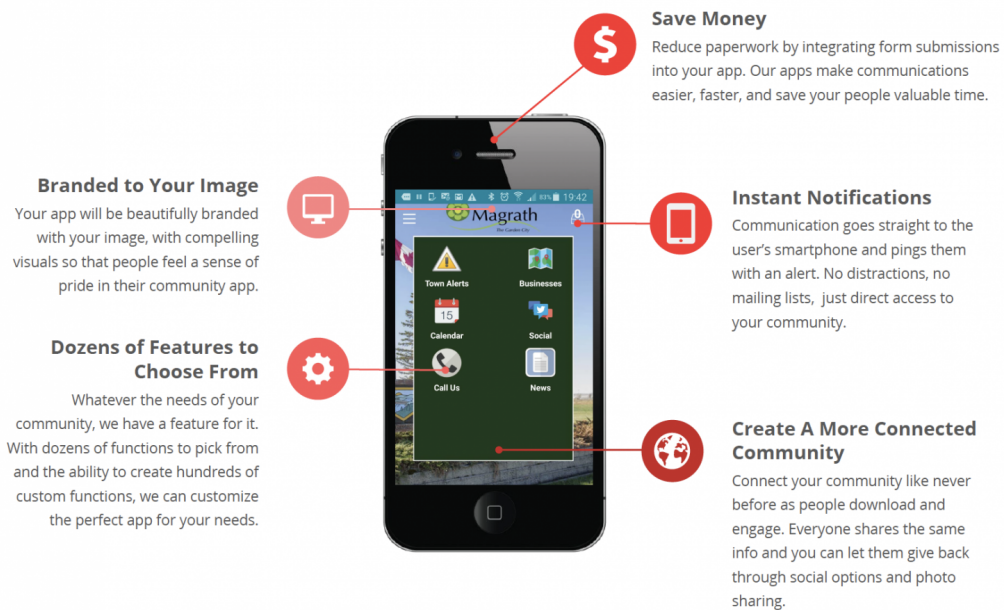 Save Money
Reduce paperwork by integrating form submissions
into your app. Our apps make communications
easier, faster, and save your people valuable time.
Branded to Your Image
Your app will be beautifully branded
with your image, with compelling
visuals so that people feel a sense of
pride in their community app.
Instant Notifications
Communication goes straight to the
user's smartphone and pings them
with an alert. No distractions, no
mailing lists, just direct access to
your community.
Dozens of Features to
Choose From
Whatever the needs of your
community, we have a feature for it.
With dozens of functions to pick from
and the ability to create hundreds of
custom functions, we can customize
the perfect app for your needs.
Create A More Connected
Community
Connect your community like never
before as people download and
engage. Everyone shares the same
info and you can let them give back
through social options and photo
sharing.
83% 19:42
Magrath
The Garden City
0
Town Alerts
Businesses
15
Calendar
Social
Call Us
News